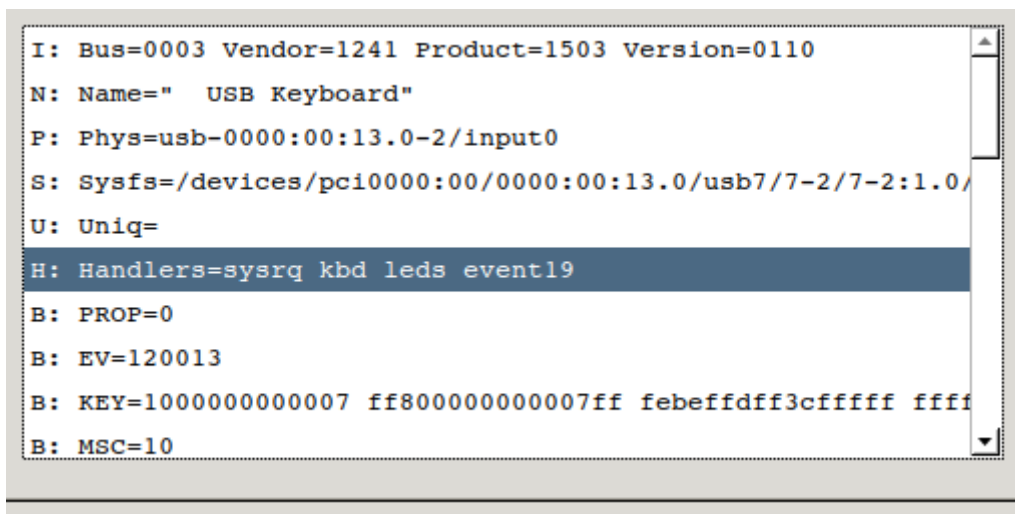 I: Bus=0003 Vendor=1241 Product=1503 Version=0110
N: Name="  USB Keyboard"
P: Phys=usb-0000:00:13.0-2/input0
S: Sysfs=/devices/pci0000:00/0000:00:13.0/usb7/7-2/7-2:1.0/
U: Uniq=
H: Handlers=sysrq kbd leds event19
B: PROP=0
B: EV=120013
B: KEY=1000000000007 ff800000000007ff febeffdff3cfffff ffff
B: MSC=10